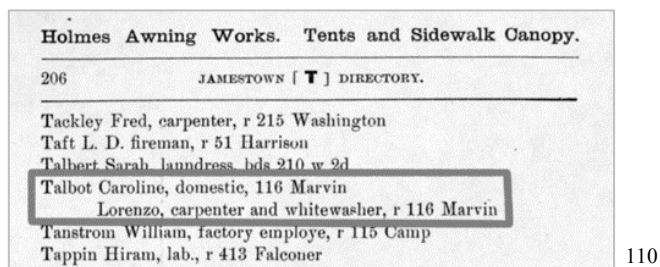 Holmes Awning Works. Tents and Sidewalk Canopy.
206 JAMESTOWN [ T ] DIRECTORY.
Tackley Fred, carpenter, r 215 Washington
Taft L. D. fireman, r 51 Harrison
Talbert Sarah, laundress, bds 210 w 2d
Talbot Caroline, domestic, 116 Marvin
Lorenzo, carpenter and whitewasher, r 116 Marvin
Tanstrom William, factory employe, r 115 Camp
Tappin Hiram, lab., r 413 Falconer
110